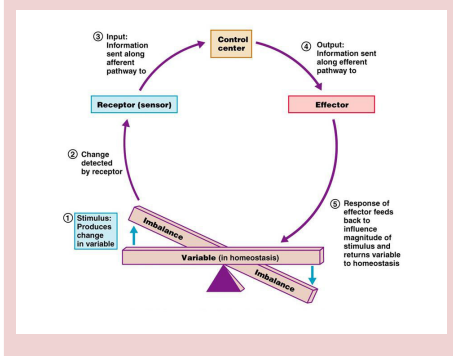 ③ Input:
Information
sent along
afferent
pathway to
Control
center
④ Output:
Information sent
along efferent
pathway to
Receptor (sensor)
Effector
② Change
detected
by receptor
① Stimulus:
Produces
change
in variable
Imbalance
Variable (in homeostasis)
Imbalance
⑤ Response of
effector feeds
back to
influence
magnitude of
stimulus and
returns variable
to homeostasis